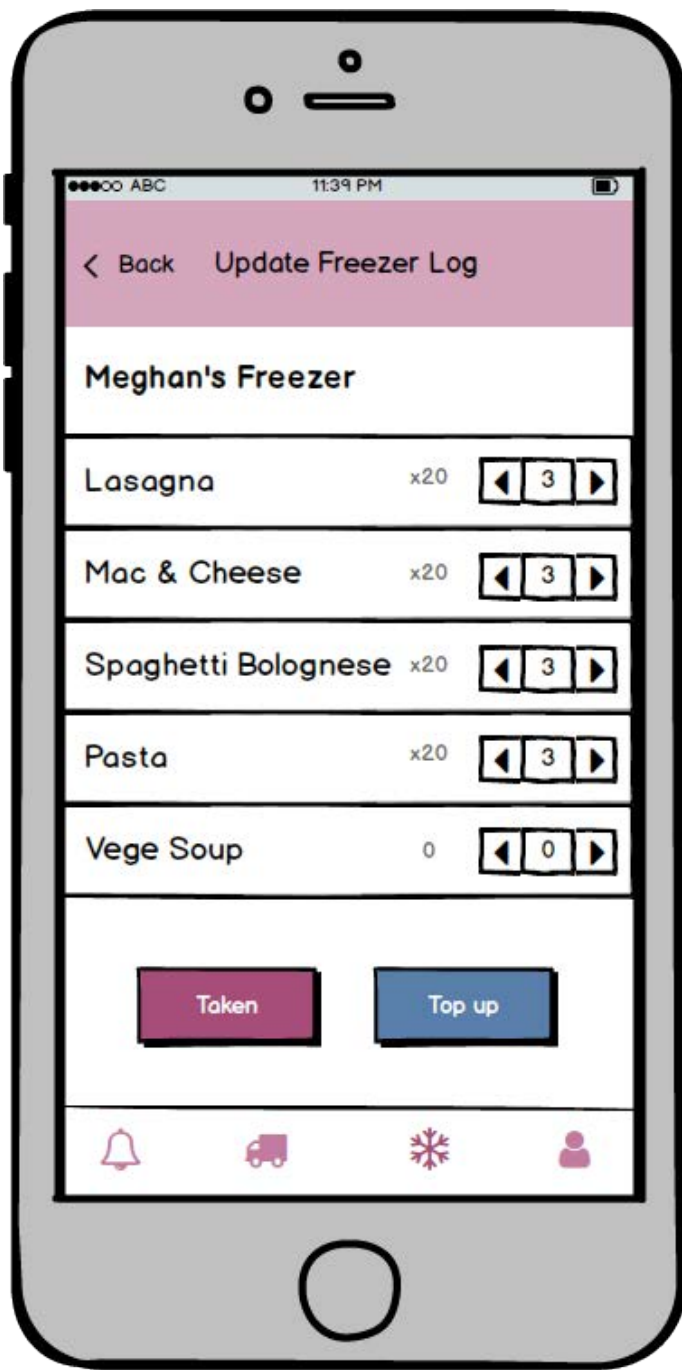 ABC 11:39 PM
Back Update Freezer Log
Meghan's Freezer
Lasagna x20 3
Mac & Cheese x20 3
Spaghetti Bolognese x20 3
Pasta x20 3
Vege Soup 0 0
Taken Top up